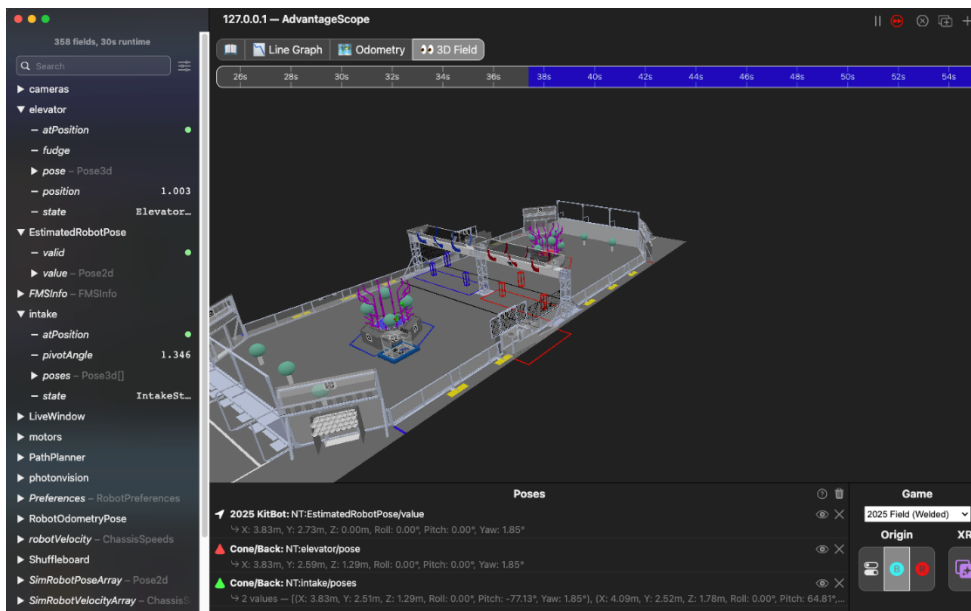 127.0.0.1 — AdvantageScope
358 fields, 30s runtime
Search
Line Graph
Odometry
3D Field
26s 28s 30s 32s 34s 36s 38s 40s 42s 44s 46s 48s 50s 52s 54s
cameras
elevator
atPosition
fudge
pose – Pose3d
position 1.003
state Elevator…
EstimatedRobotPose
valid
value – Pose2d
FMSInfo – FMSInfo
intake
atPosition
pivotAngle 1.346
poses – Pose3d[]
state IntakeSt…
LiveWindow
motors
PathPlanner
photonvision
Preferences – RobotPreferences
RobotOdometryPose
robotVelocity – ChassisSpeeds
Shuffleboard
SimRobotPoseArray – Pose2d
SimRobotVelocityArray – ChassisS
Poses
2025 KitBot: NT:EstimatedRobotPose/value
X: 3.83m, Y: 2.73m, Z: 0.00m, Roll: 0.00°, Pitch: 0.00°, Yaw: 1.85°
Cone/Back: NT:elevator/pose
X: 3.83m, Y: 2.59m, Z: 1.29m, Roll: 0.00°, Pitch: 0.00°, Yaw: 1.85°
Cone/Back: NT:intake/poses
2 values — [(X: 3.83m, Y: 2.51m, Z: 1.29m, Roll: 0.00°, Pitch: -77.13°, Yaw: 1.85°), (X: 4.09m, Y: 2.52m, Z: 1.78m, Roll: 0.00°, Pitch: 64.81°,…
Game
2025 Field (Welded)
Origin
XR
B
R